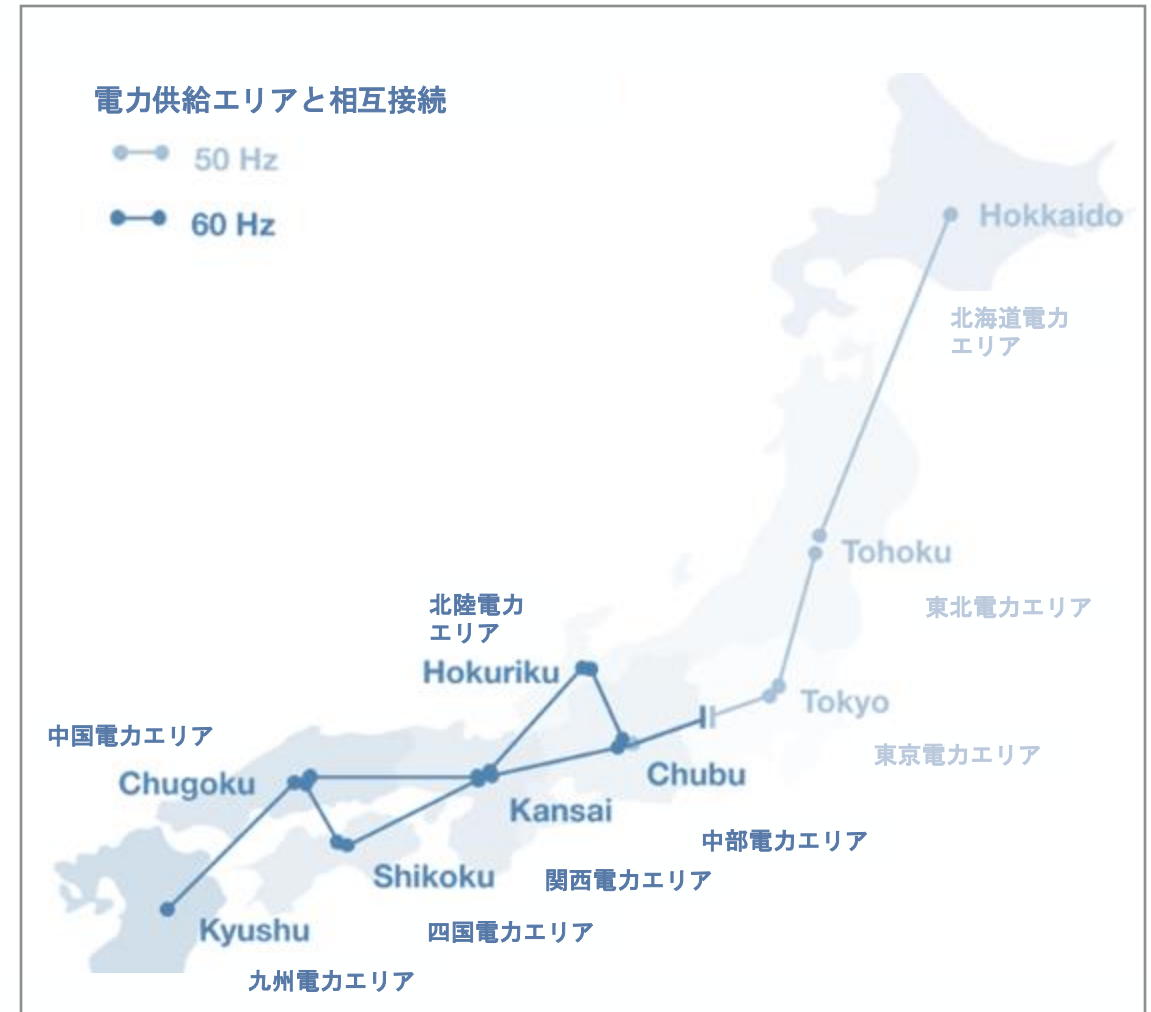 電力供給エリアと相互接続
50 Hz
60 Hz
Hokkaido
北海道電力
エリア
Tohoku
東北電力エリア
北陸電力
エリア
Hokuriku
Tokyo
東京電力エリア
中国電力エリア
Chugoku
Chubu
中部電力エリア
Kansai
関西電力エリア
Shikoku
四国電力エリア
Kyushu
九州電力エリア